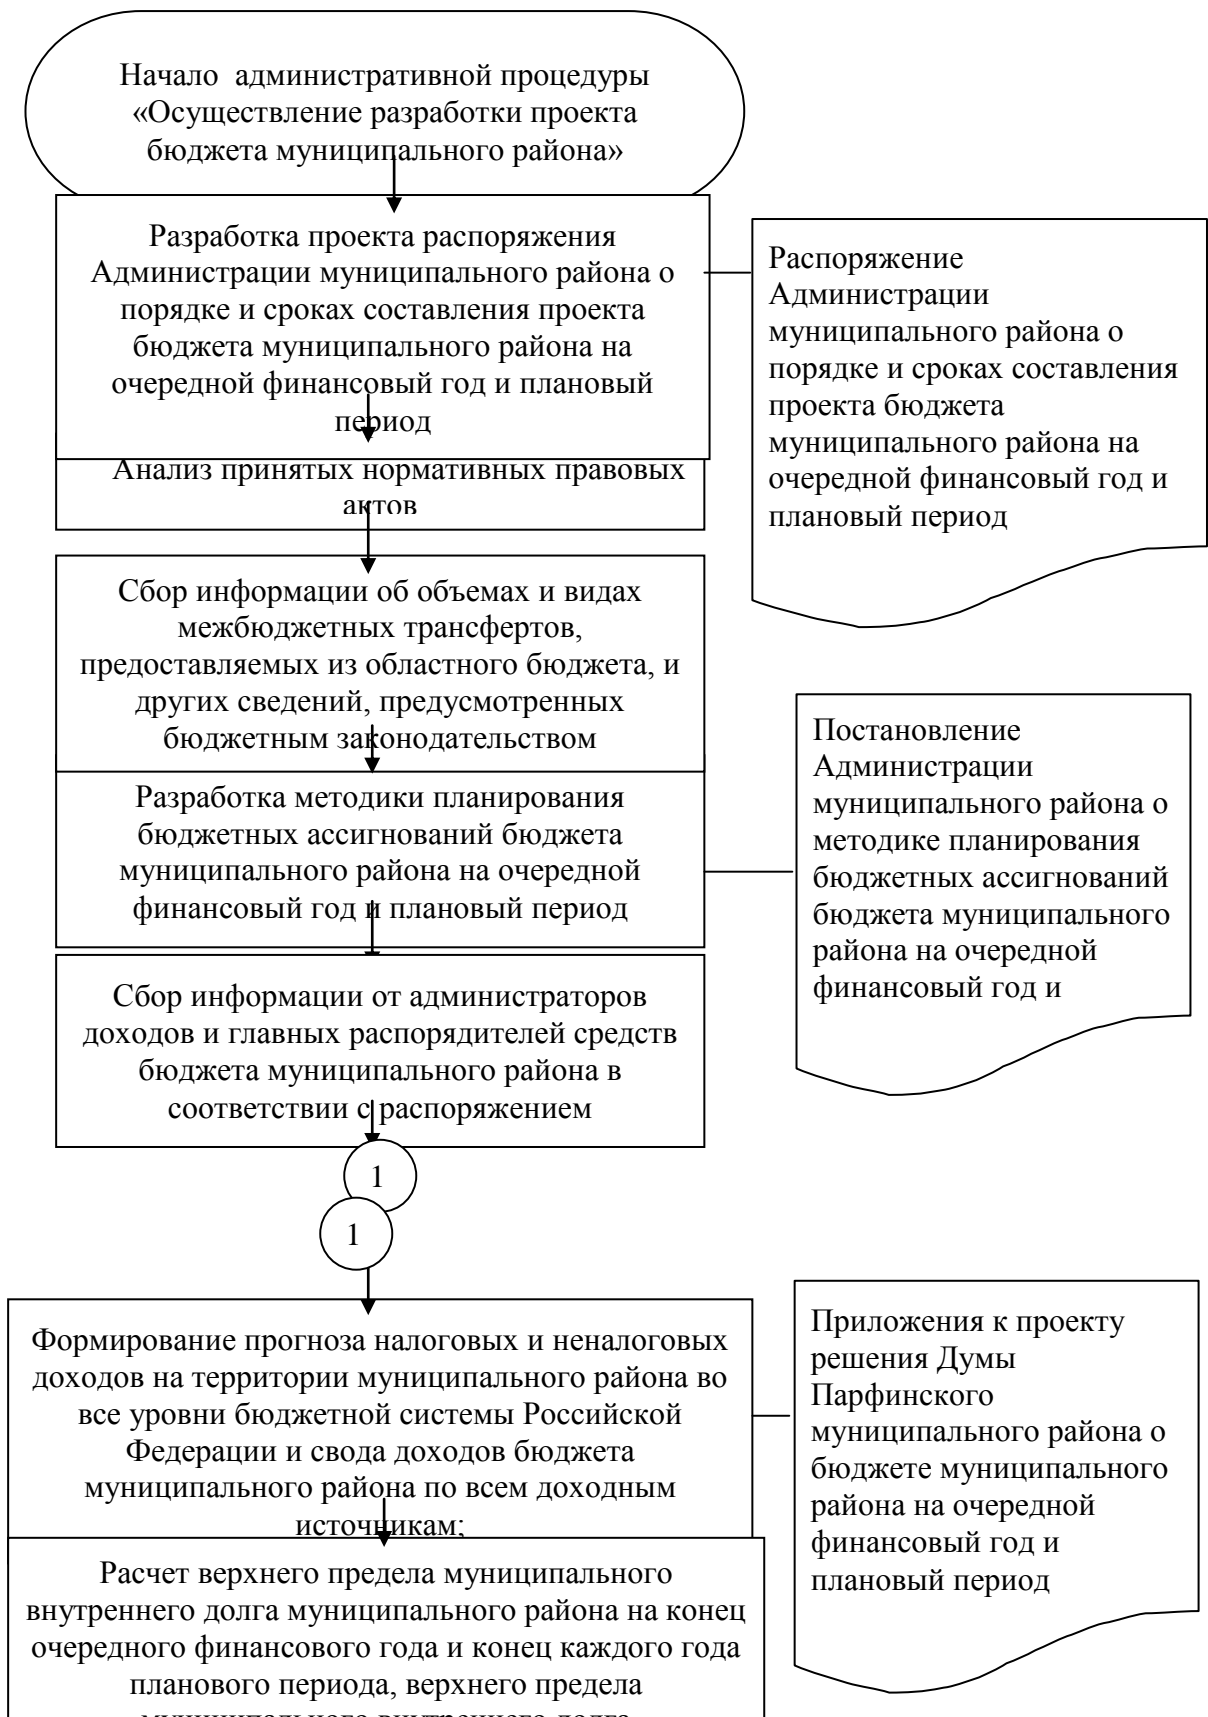 Начало  административной процедуры
«Осуществление разработки проекта
бюджета муниципального района»
Разработка проекта распоряжения
Администрации муниципального района о
порядке и сроках составления проекта
бюджета муниципального района на
очередной финансовый год и плановый
период
Распоряжение
Администрации
муниципального района о
порядке и сроках составления
проекта бюджета
муниципального района на
очередной финансовый год и
плановый период
Анализ принятых нормативных правовых
актов
Сбор информации об объемах и видах
межбюджетных трансфертов,
предоставляемых из областного бюджета, и
других сведений, предусмотренных
бюджетным законодательством
Разработка методики планирования
бюджетных ассигнований бюджета
муниципального района на очередной
финансовый год и плановый период
Постановление
Администрации
муниципального района о
методике планирования
бюджетных ассигнований
бюджета муниципального
района на очередной
финансовый год и
Сбор информации от администраторов
доходов и главных распорядителей средств
бюджета муниципального района в
соответствии с распоряжением
1
1
Формирование прогноза налоговых и неналоговых
доходов на территории муниципального района во
все уровни бюджетной системы Российской
Федерации и свода доходов бюджета
муниципального района по всем доходным
источникам;
Приложения к проекту
решения Думы
Парфинского
муниципального района о
бюджете муниципального
района на очередной
финансовый год и
плановый период
Расчет верхнего предела муниципального
внутреннего долга муниципального района на конец
очередного финансового года и конец каждого года
планового периода, верхнего предела
муниципального внутреннего долга